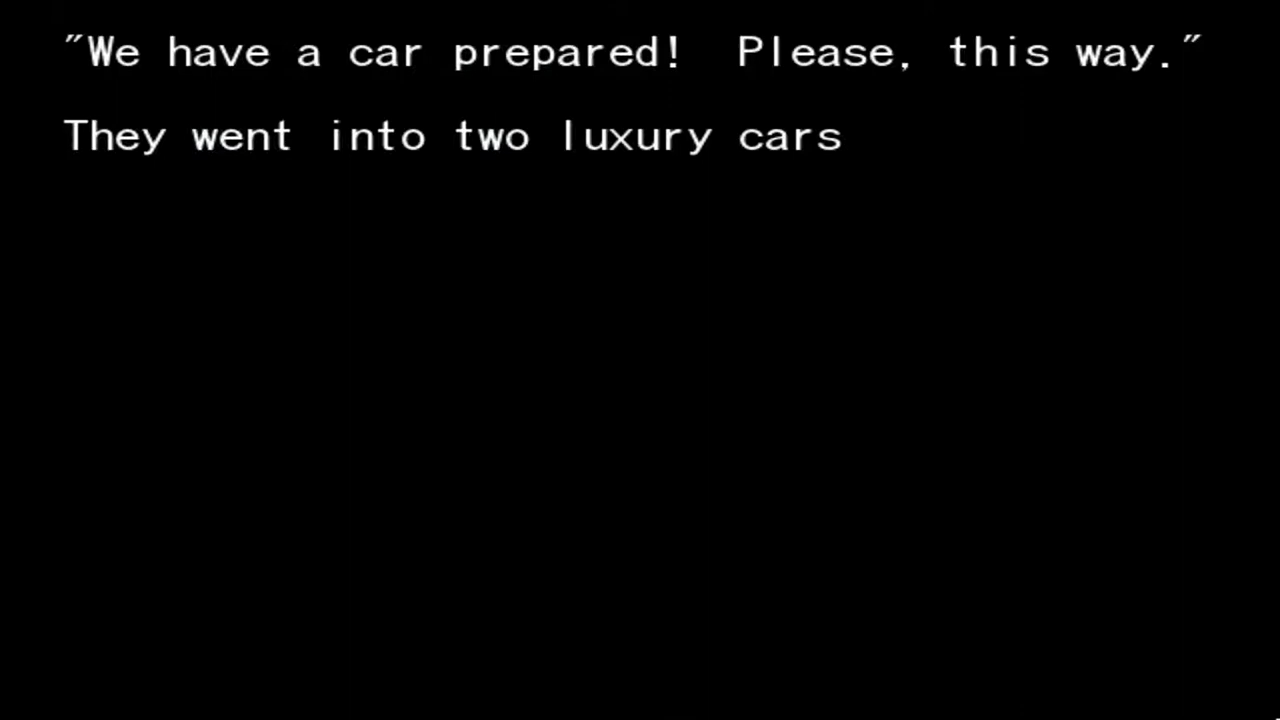 "We have a car prepared!  Please, this way."
They went into two luxury cars